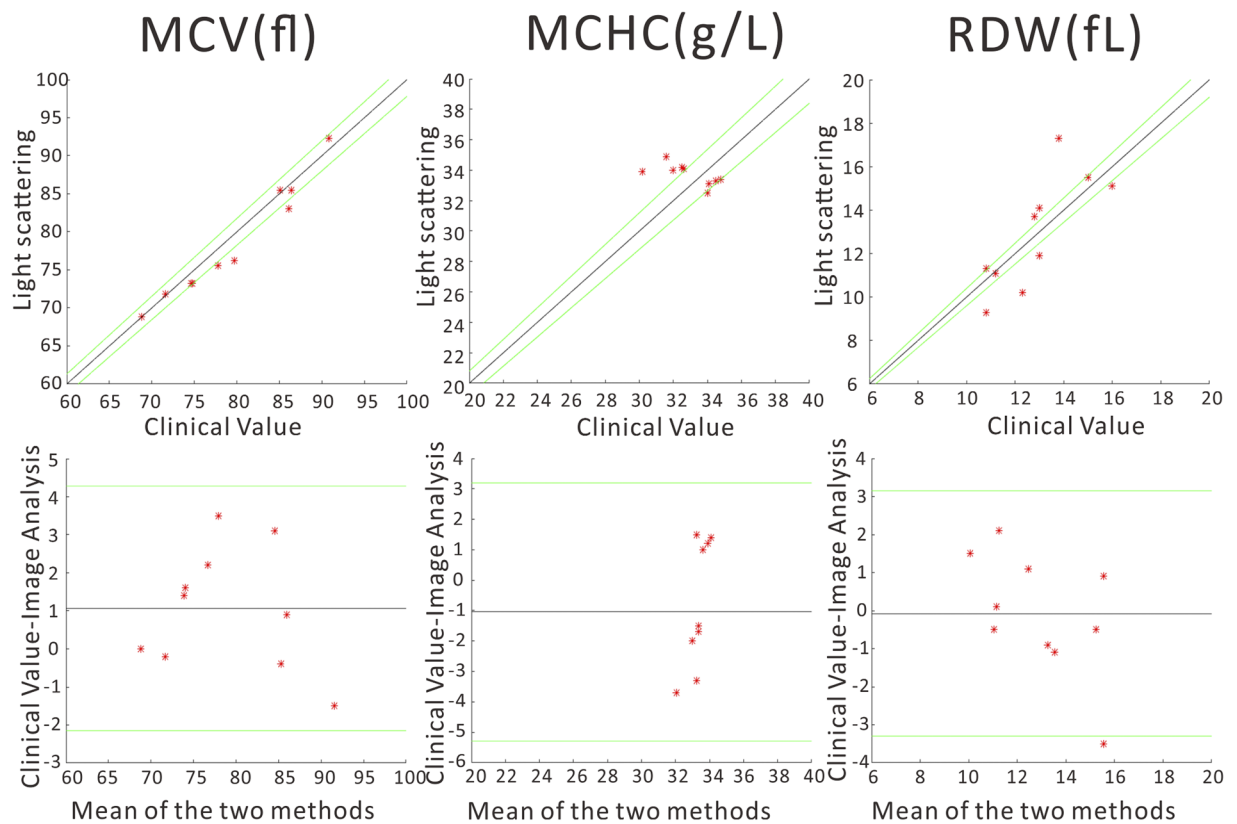 MCV(fl)
MCHC(g/L)
RDW(fL)
Light scattering
100
95
90
85
80
75
70
65
60
60 65 70 75 80 85 90 95 100
Clinical Value
Light scattering
40
38
36
34
32
30
28
26
24
22
20
20 22 24 26 28 30 32 34 36 38 40
Clinical Value
Light scattering
20
18
16
14
12
10
8
6
6 8 10 12 14 16 18 20
Clinical Value
Clinical Value-Image Analysis
5
4
3
2
1
0
-1
-2
-3
60 65 70 75 80 85 90 95 100
Mean of the two methods
Clinical Value-Image Analysis
4
3
2
1
0
-1
-2
-3
-4
-5
-6
20 22 24 26 28 30 32 34 36 38 40
Mean of the two methods
Clinical Value-Image Analysis
4
3
2
1
0
-1
-2
-3
-4
6 8 10 12 14 16 18 20
Mean of the two methods